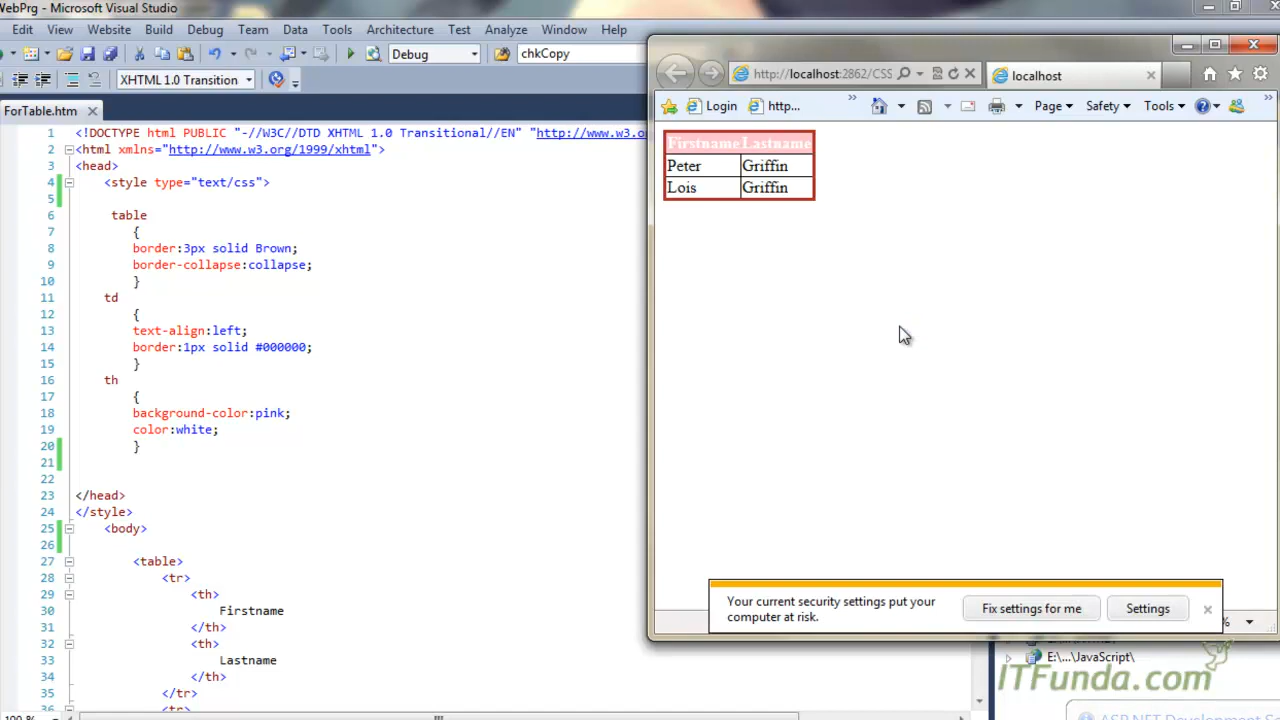 WebPrg - Microsoft Visual Studio
Edit View Website Build Debug Team Data Tools Architecture Test Analyze Window Help
Debug chkCopy
XHTML 1.0 Transition
ForTable.htm
1 <!DOCTYPE html PUBLIC "-//W3C//DTD XHTML 1.0 Transitional//EN" "http://www.w3.o
2 <html xmlns="http://www.w3.org/1999/xhtml">
3 <head>
4 <style type="text/css">
5
6 table
7 {
8 border:3px solid Brown;
9 border-collapse:collapse;
10 }
11 td
12 {
13 text-align:left;
14 border:1px solid #000000;
15 }
16 th
17 {
18 background-color:pink;
19 color:white;
20 }
21
22
23 </head>
24 </style>
25 <body>
26
27 <table>
28 <tr>
29 <th>
30 Firstname
31 </th>
32 <th>
33 Lastname
34 </th>
35 </tr>
36 <tr>
100 %
http://localhost:2862/CSS
localhost
Login http...
Page Safety Tools
Firstname Lastname
Peter Griffin
Lois Griffin
Your current security settings put your
computer at risk.
Fix settings for me
Settings
%
E:\...\JavaScript\
ITFunda.com
ASP.NET Development S